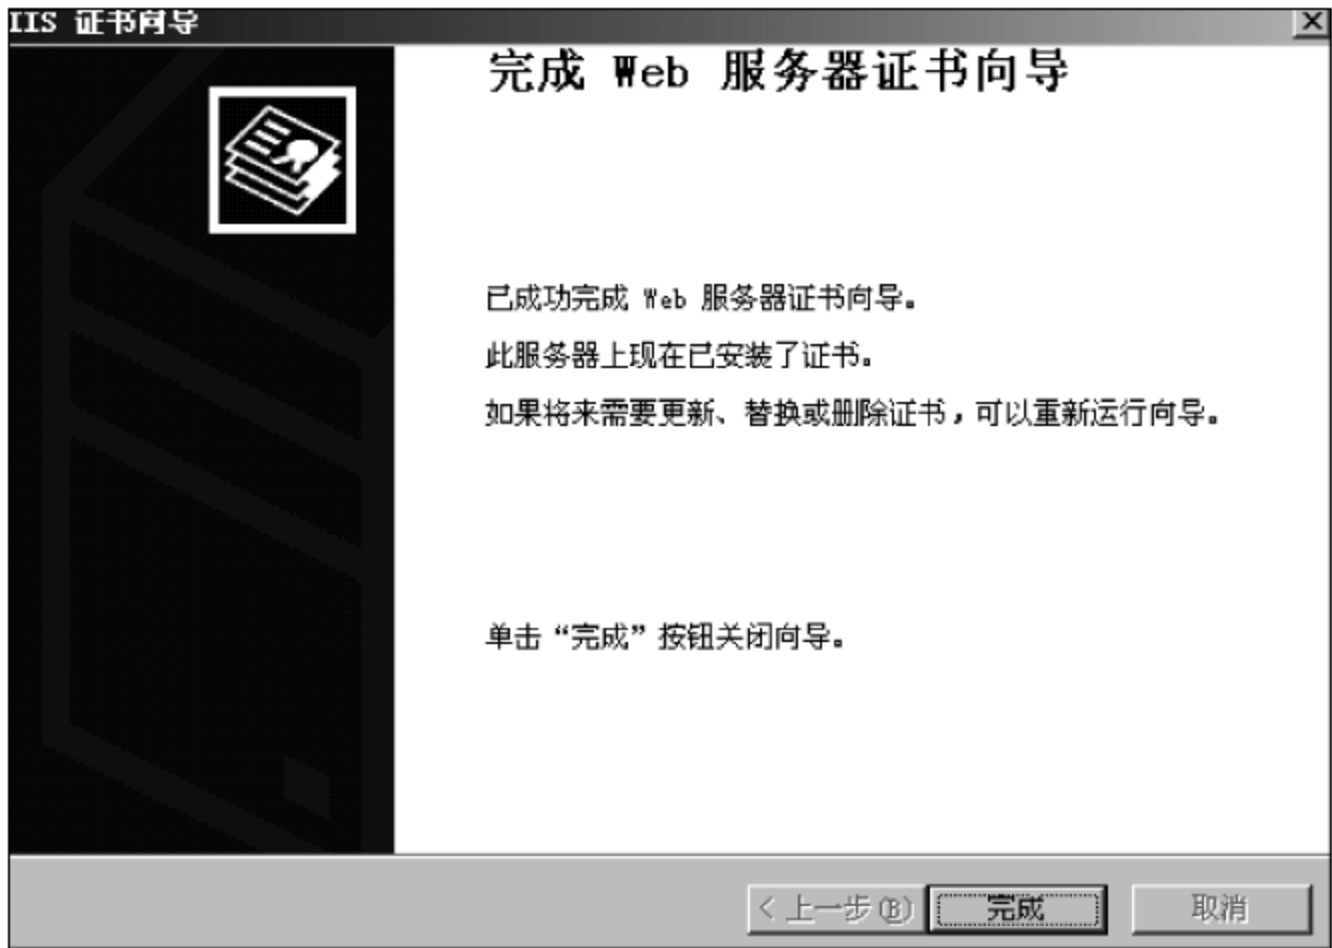 IIS 证书向导
完成 Web 服务器证书向导
已成功完成 Web 服务器证书向导。
此服务器上现在已安装了证书。
如果将来需要更新、替换或删除证书，可以重新运行向导。
单击“完成”按钮关闭向导。
< 上一步(B) 完成 取消